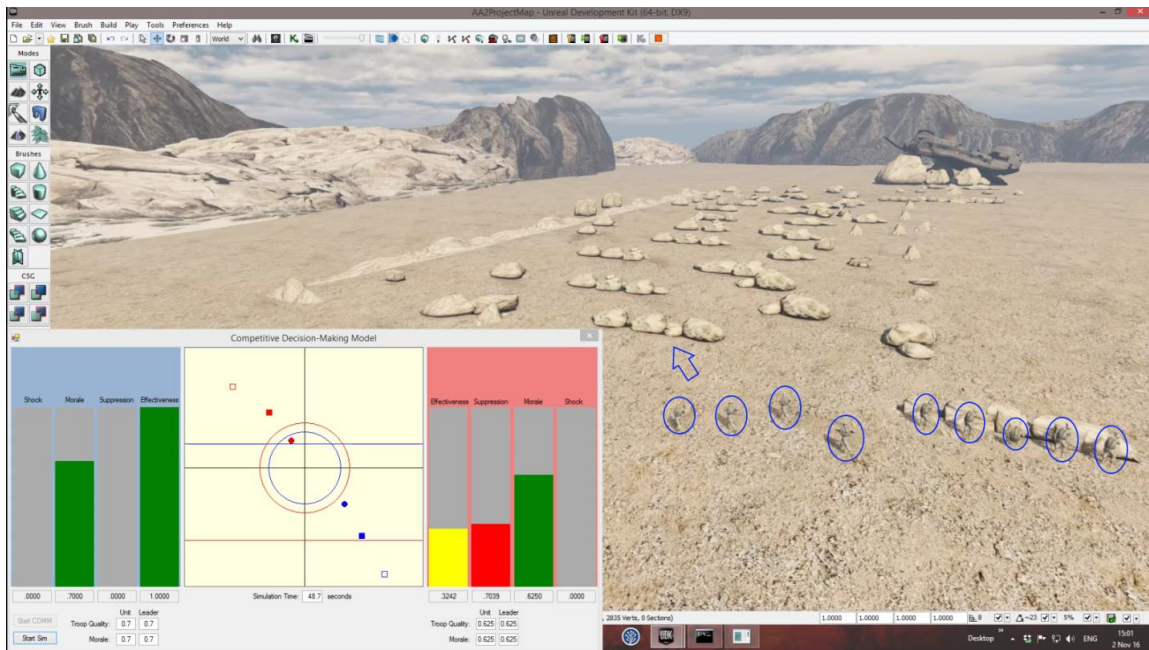 AA2ProjectMap - Unreal Development Kit (64-bit, DX9)
File Edit View Brush Build Play Tools Preferences Help
World
Modes
Brushes
CSG
Competitive Decision-Making Model
Shock Morale Suppression Effectiveness
Effectiveness Suppression Morale Shock
.0000 .7000 .0000 1.0000
Simulation Time: 48.7 seconds
.3242 .7039 .6250 .0000
Unit Leader
Troop Quality: 0.7 0.7
Morale: 0.7 0.7
Unit Leader
Troop Quality: 0.625 0.625
Morale: 0.625 0.625
Start CDMM
Start Sim
, 2835 Verts, 0 Sections)
1.0000 1.0000 1.0000 1.0000
8
~23
5%
UDK
Desktop
ENG
15:01
2 Nov 16